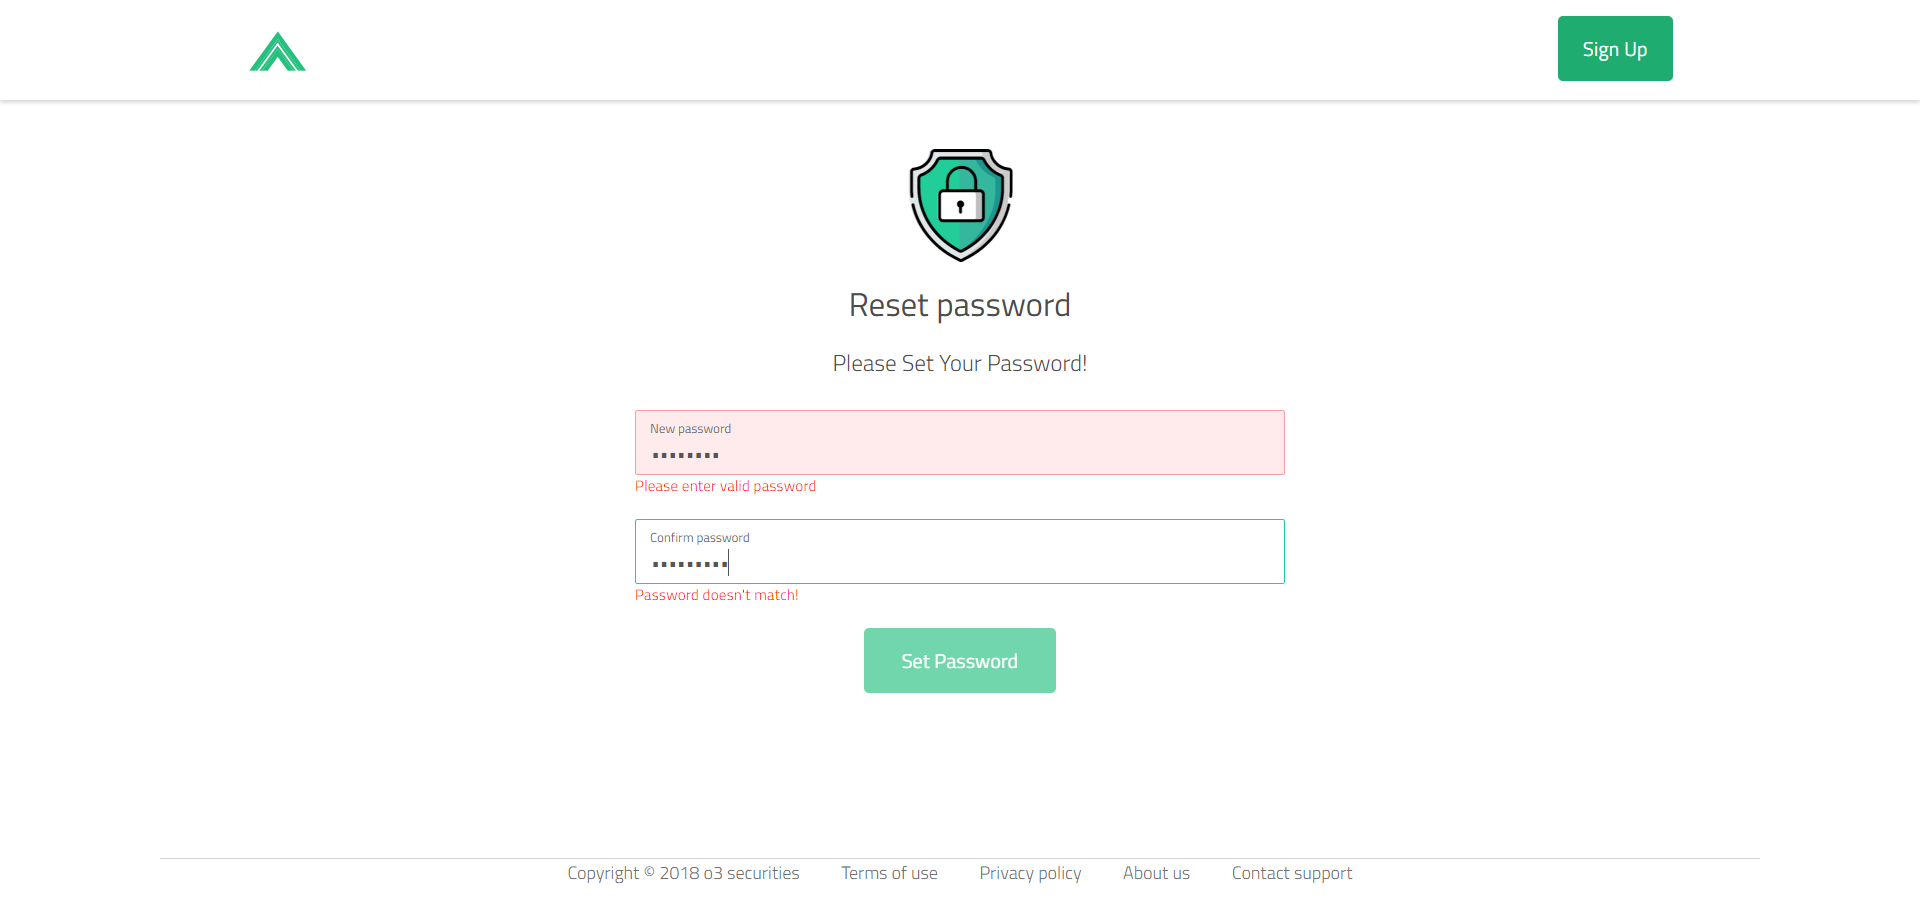 Sign Up
Reset password
Please Set Your Password!
New password
••••••••
Please enter valid password
Confirm password
•••••••••
Password doesn't match!
Set Password
Copyright © 2018 o3 securities Terms of use Privacy policy About us Contact support